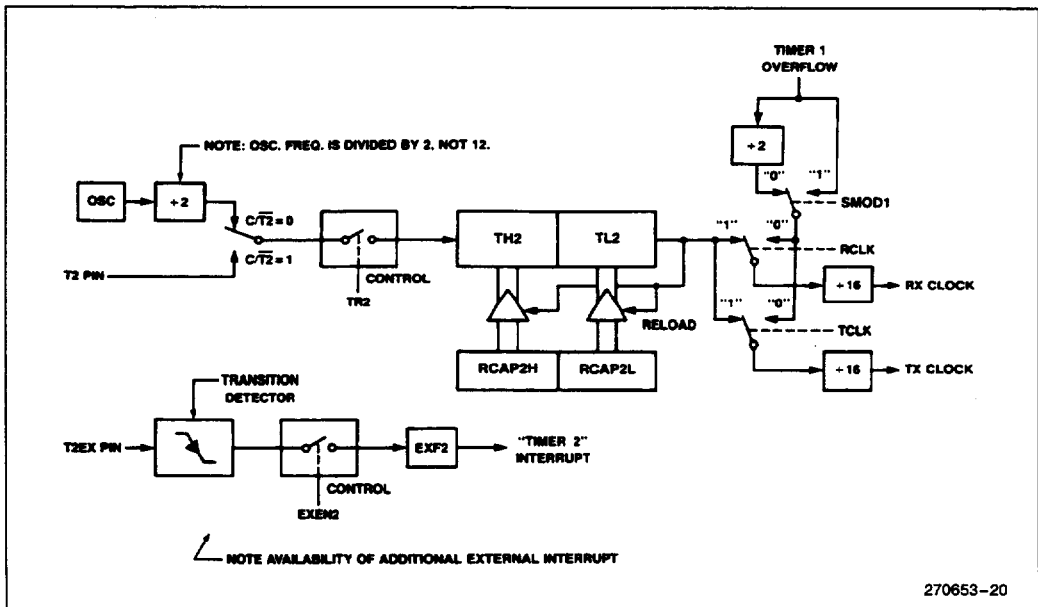 TIMER 1
OVERFLOW
NOTE: OSC. FREQ. IS DIVIDED BY 2, NOT 12.
÷2
"0" "1"
OSC
÷2
SMOD1
C/T2̅ = 0
TH2
TL2
"1" "0"
RCLK
C/T2̅ = 1
T2 PIN
CONTROL
÷16
RX CLOCK
TR2
"1" "0"
RELOAD
TCLK
RCAP2H
RCAP2L
÷16
TX CLOCK
TRANSITION
DETECTOR
T2EX PIN
EXF2
"TIMER 2"
INTERRUPT
CONTROL
EXEN2
NOTE AVAILABILITY OF ADDITIONAL EXTERNAL INTERRUPT
270653-20